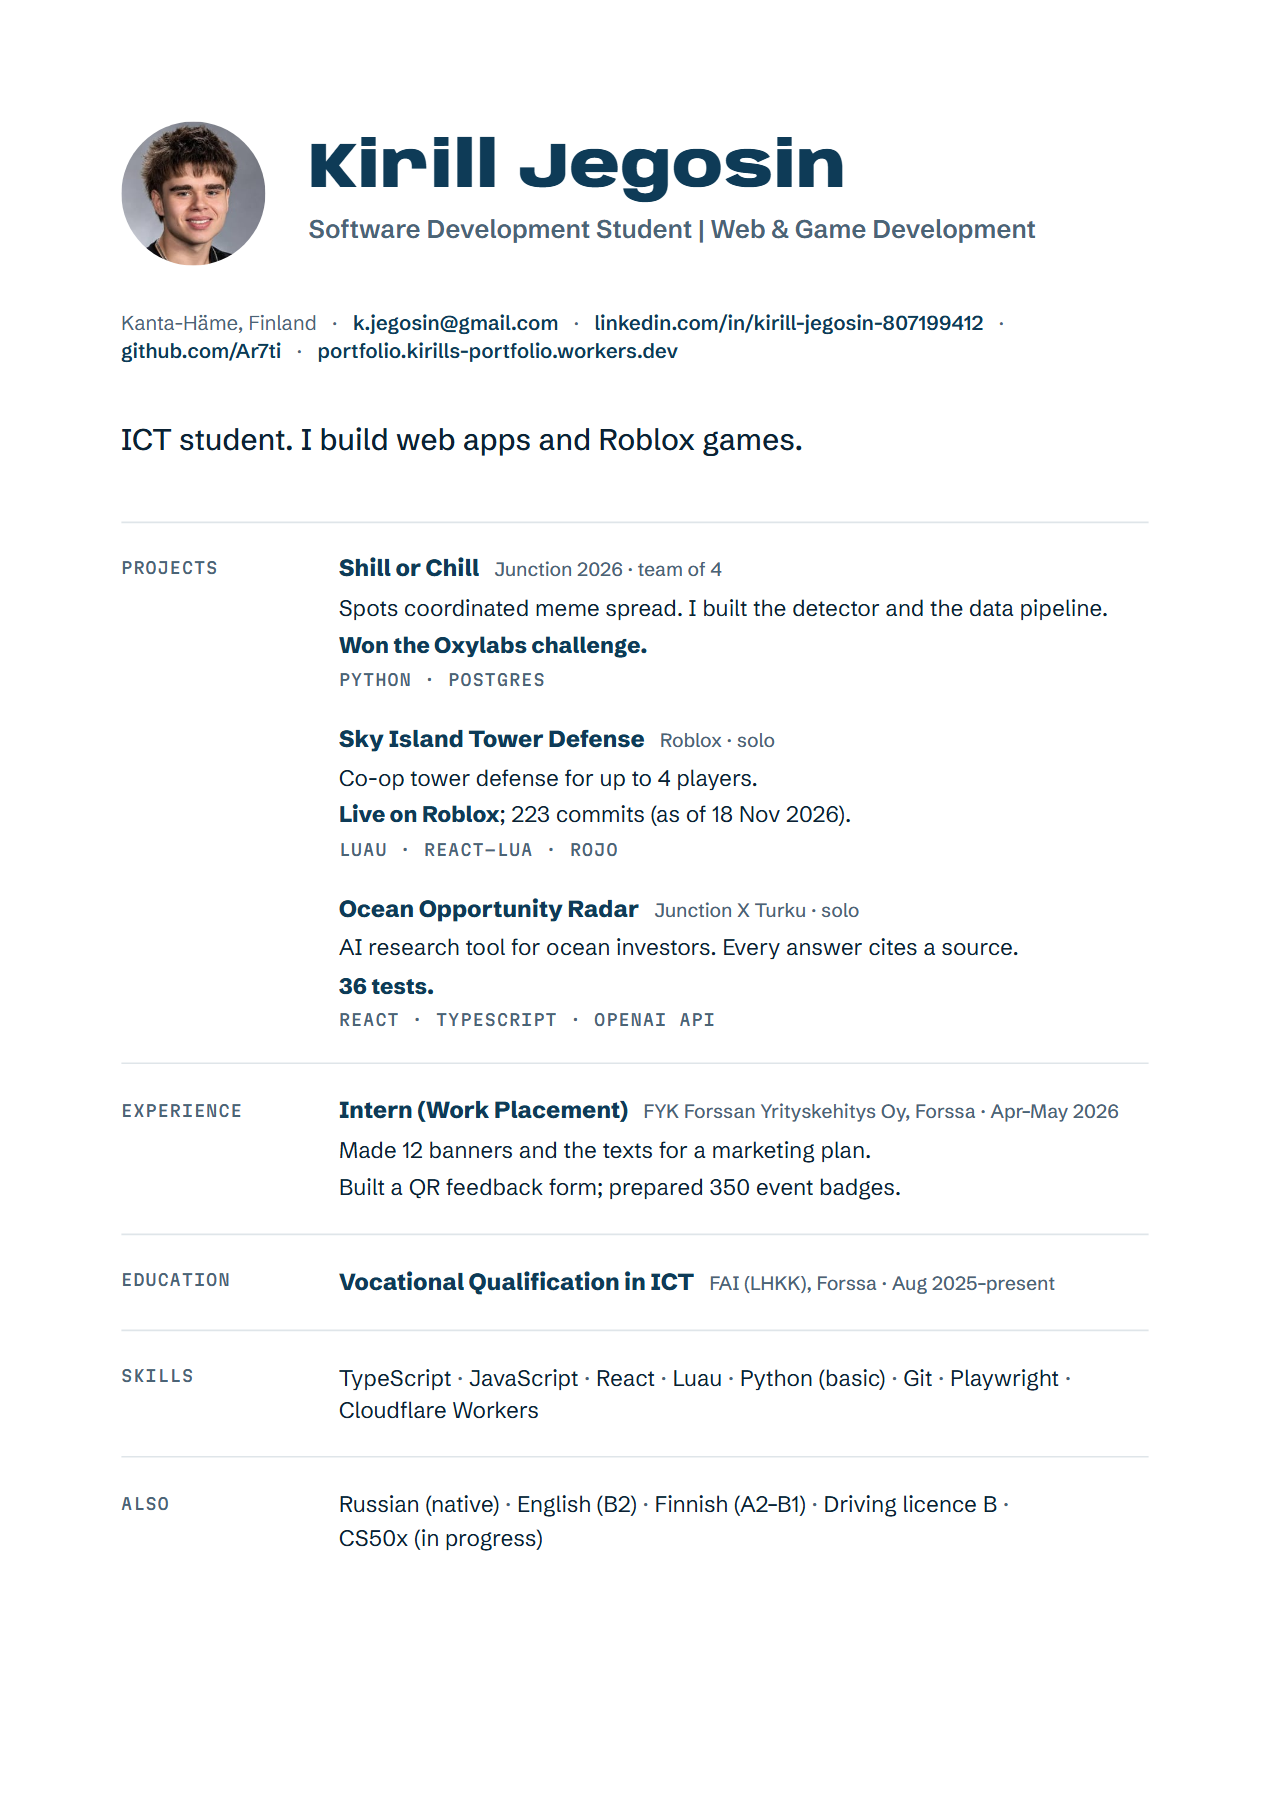 Kirill Jegosin
Software Development Student | Web & Game Development
Kanta-Häme, Finland · k.jegosin@gmail.com · linkedin.com/in/kirill-jegosin-807199412 ·
github.com/Ar7ti · portfolio.kirills-portfolio.workers.dev
ICT student. I build web apps and Roblox games.
PROJECTS
Shill or Chill Junction 2026 · team of 4
Spots coordinated meme spread. I built the detector and the data pipeline.
Won the Oxylabs challenge.
PYTHON · POSTGRES
Sky Island Tower Defense Roblox · solo
Co-op tower defense for up to 4 players.
Live on Roblox; 223 commits (as of 18 Nov 2026).
LUAU · REACT-LUA · ROJO
Ocean Opportunity Radar Junction X Turku · solo
AI research tool for ocean investors. Every answer cites a source.
36 tests.
REACT · TYPESCRIPT · OPENAI API
EXPERIENCE
Intern (Work Placement) FYK Forssan Yrityskehitys Oy, Forssa · Apr–May 2026
Made 12 banners and the texts for a marketing plan.
Built a QR feedback form; prepared 350 event badges.
EDUCATION
Vocational Qualification in ICT FAI (LHKK), Forssa · Aug 2025–present
SKILLS
TypeScript · JavaScript · React · Luau · Python (basic) · Git · Playwright ·
Cloudflare Workers
ALSO
Russian (native) · English (B2) · Finnish (A2–B1) · Driving licence B ·
CS50x (in progress)